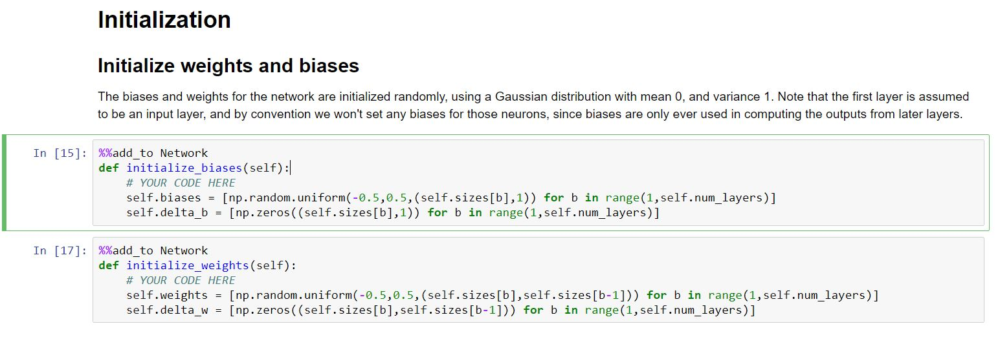 Initialization
Initialize weights and biases
The biases and weights for the network are initialized randomly, using a Gaussian distribution with mean 0, and variance 1. Note that the first layer is assumed
to be an input layer, and by convention we won't set any biases for those neurons, since biases are only ever used in computing the outputs from later layers.
In [15]: %%add_to Network
def initialize_biases(self):
    # YOUR CODE HERE
    self.biases = [np.random.uniform(-0.5,0.5,(self.sizes[b],1)) for b in range(1,self.num_layers)]
    self.delta_b = [np.zeros((self.sizes[b],1)) for b in range(1,self.num_layers)]
In [17]: %%add_to Network
def initialize_weights(self):
    # YOUR CODE HERE
    self.weights = [np.random.uniform(-0.5,0.5,(self.sizes[b],self.sizes[b-1])) for b in range(1,self.num_layers)]
    self.delta_w = [np.zeros((self.sizes[b],self.sizes[b-1])) for b in range(1,self.num_layers)]